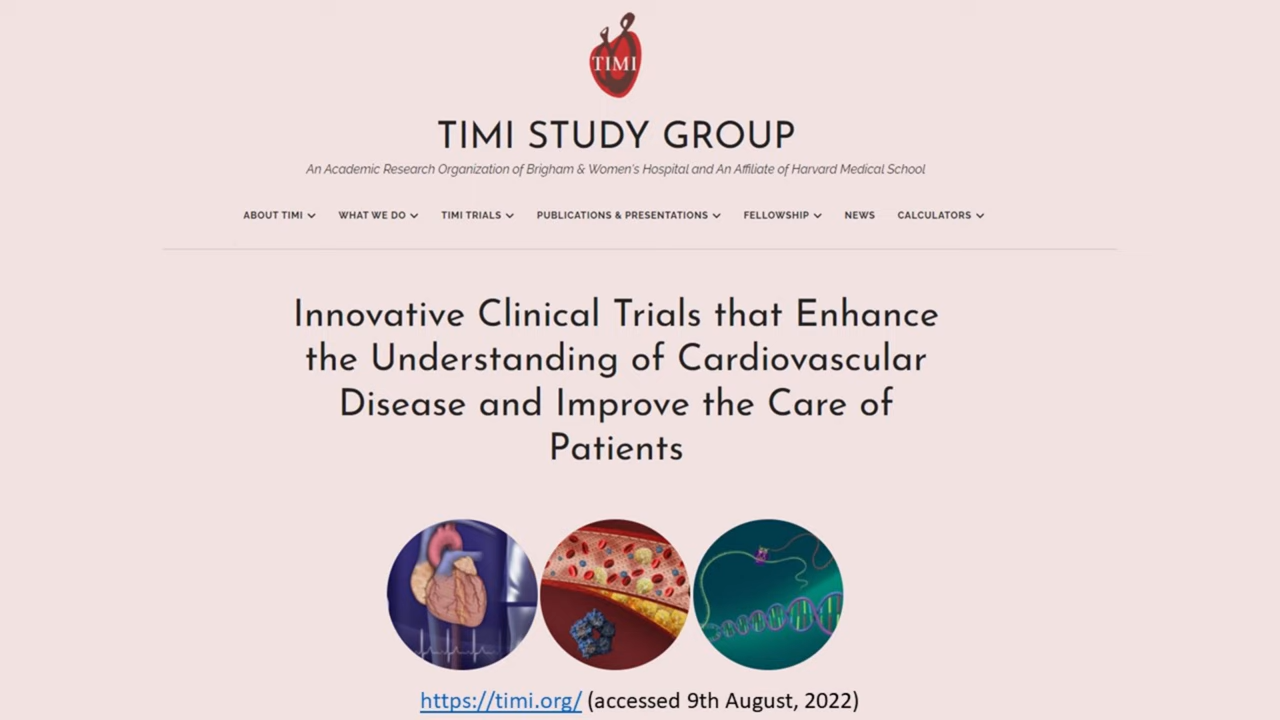 TIMI
TIMI STUDY GROUP
An Academic Research Organization of Brigham & Women's Hospital and An Affiliate of Harvard Medical School
ABOUT TIMI WHAT WE DO TIMI TRIALS PUBLICATIONS & PRESENTATIONS FELLOWSHIP NEWS CALCULATORS
Innovative Clinical Trials that Enhance
the Understanding of Cardiovascular
Disease and Improve the Care of
Patients
https://timi.org/ (accessed 9th August, 2022)